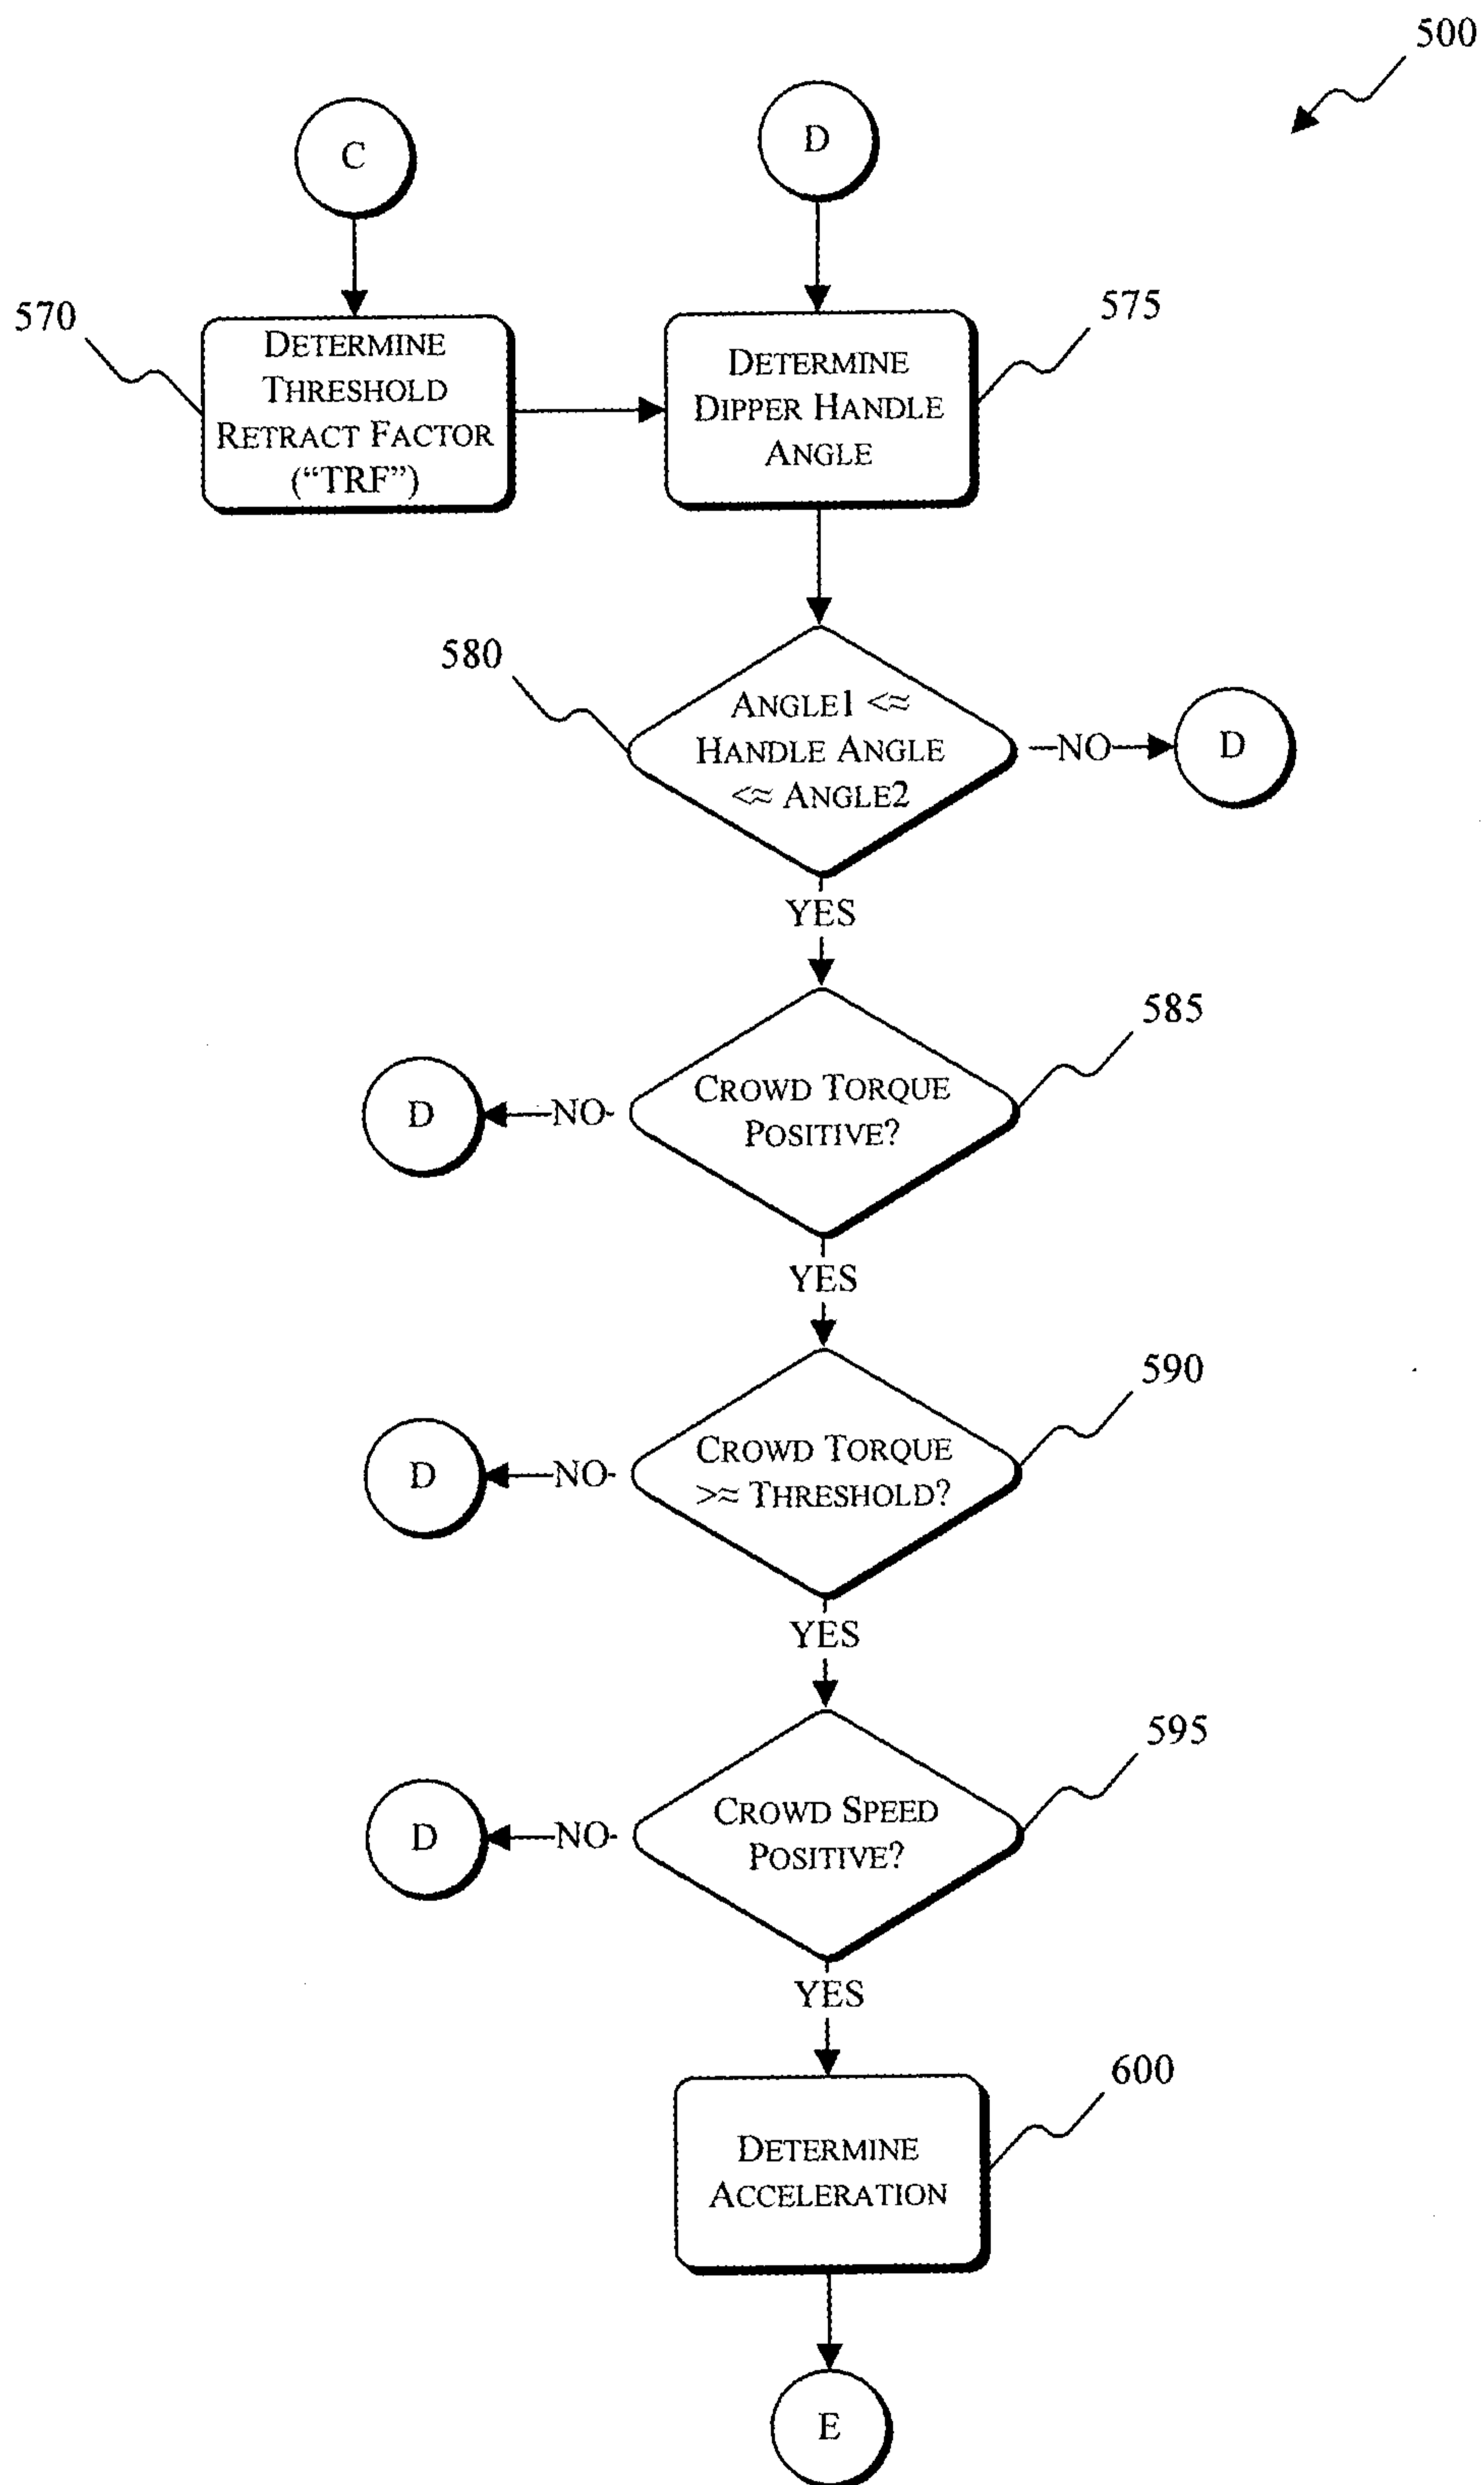 500
C
D
570
DETERMINE
THRESHOLD
RETRACT FACTOR
(“TRF”)
575
DETERMINE
DIPPER HANDLE
ANGLE
580
ANGLE1 <≈
HANDLE ANGLE
<≈ ANGLE2
NO
D
YES
585
CROWD TORQUE
POSITIVE?
NO
D
YES
590
CROWD TORQUE
>≈ THRESHOLD?
NO
D
YES
595
CROWD SPEED
POSITIVE?
NO
D
YES
600
DETERMINE
ACCELERATION
E